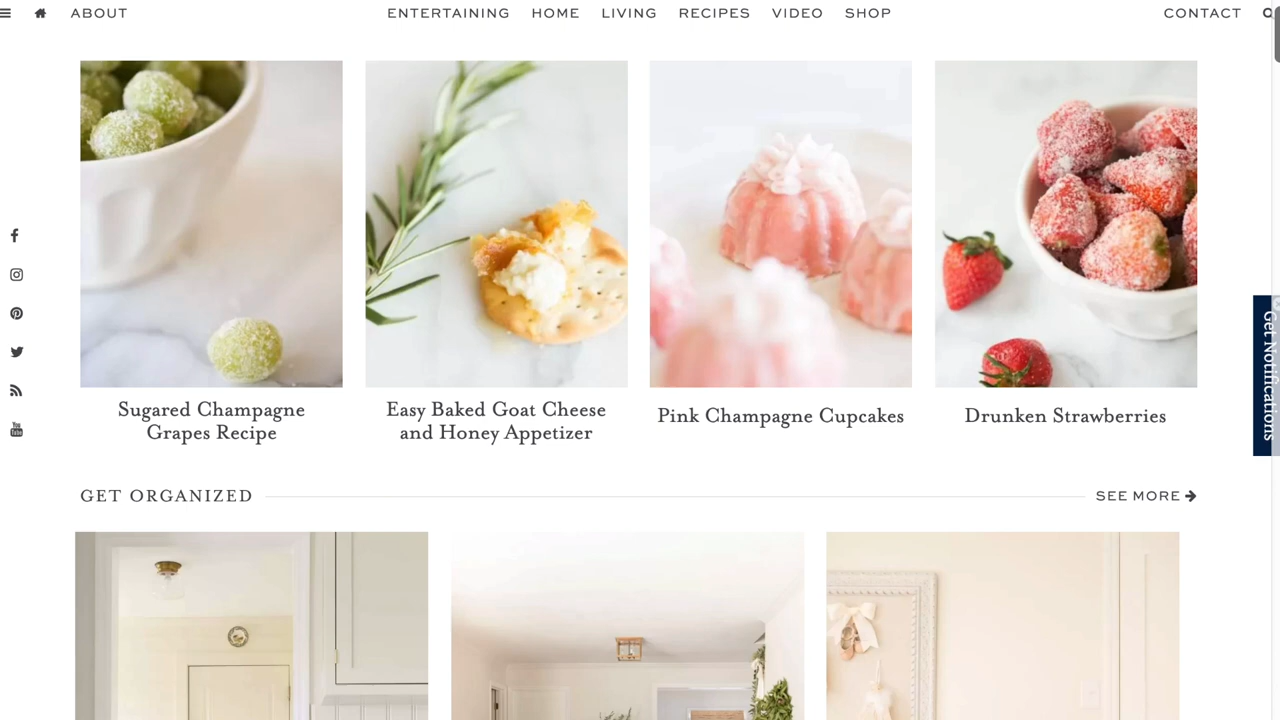 ABOUT ENTERTAINING HOME LIVING RECIPES VIDEO SHOP CONTACT
Sugared Champagne
Grapes Recipe
Easy Baked Goat Cheese
and Honey Appetizer
Pink Champagne Cupcakes
Drunken Strawberries
Get Notifications
GET ORGANIZED
SEE MORE